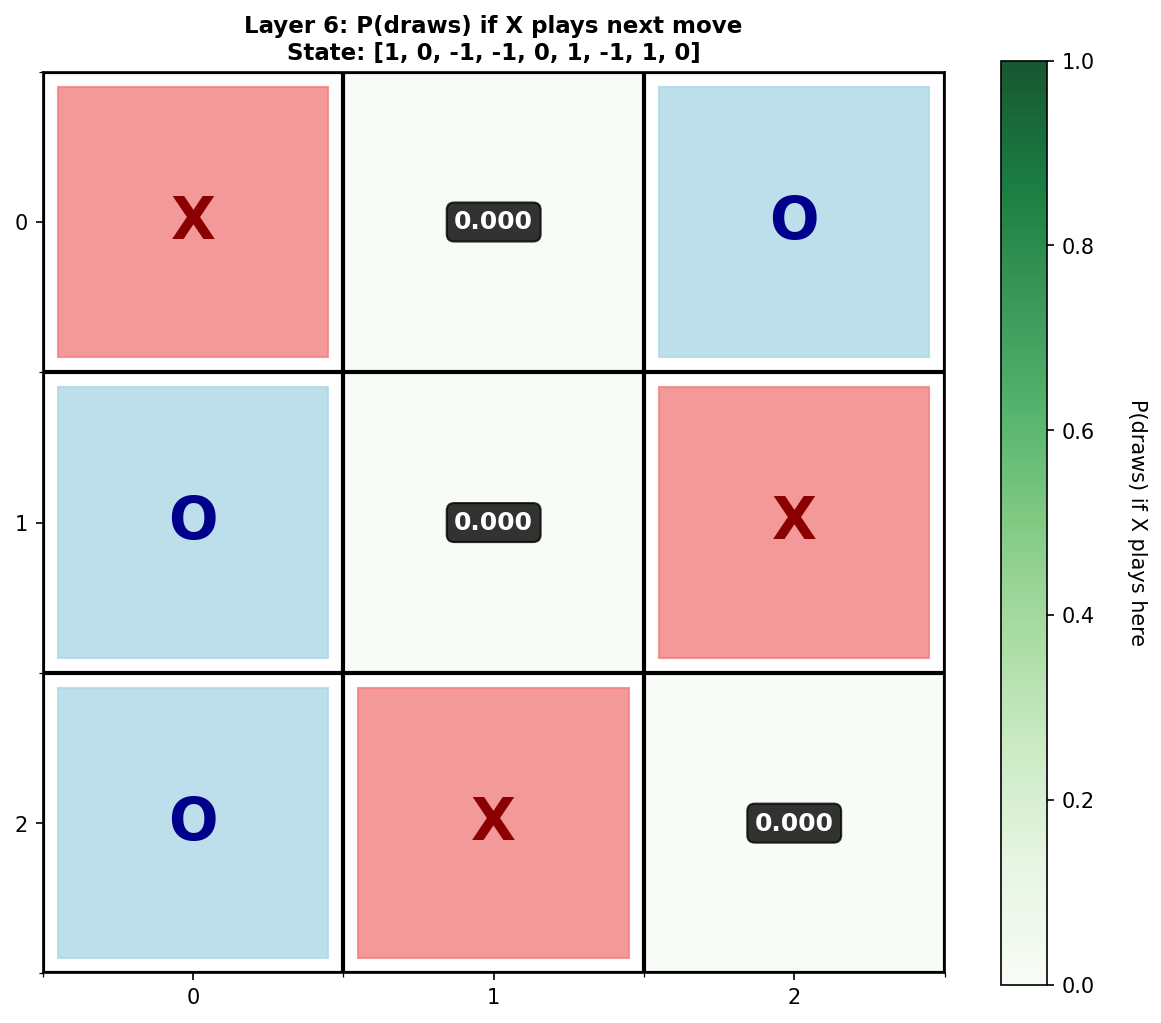 Layer 6: P(draws) if X plays next move
State: [1, 0, -1, -1, 0, 1, -1, 1, 0]
X
0.000
O
O
0.000
X
O
X
0.000
0
1
2
0
1
2
1.0
0.8
0.6
0.4
0.2
0.0
P(draws) if X plays here